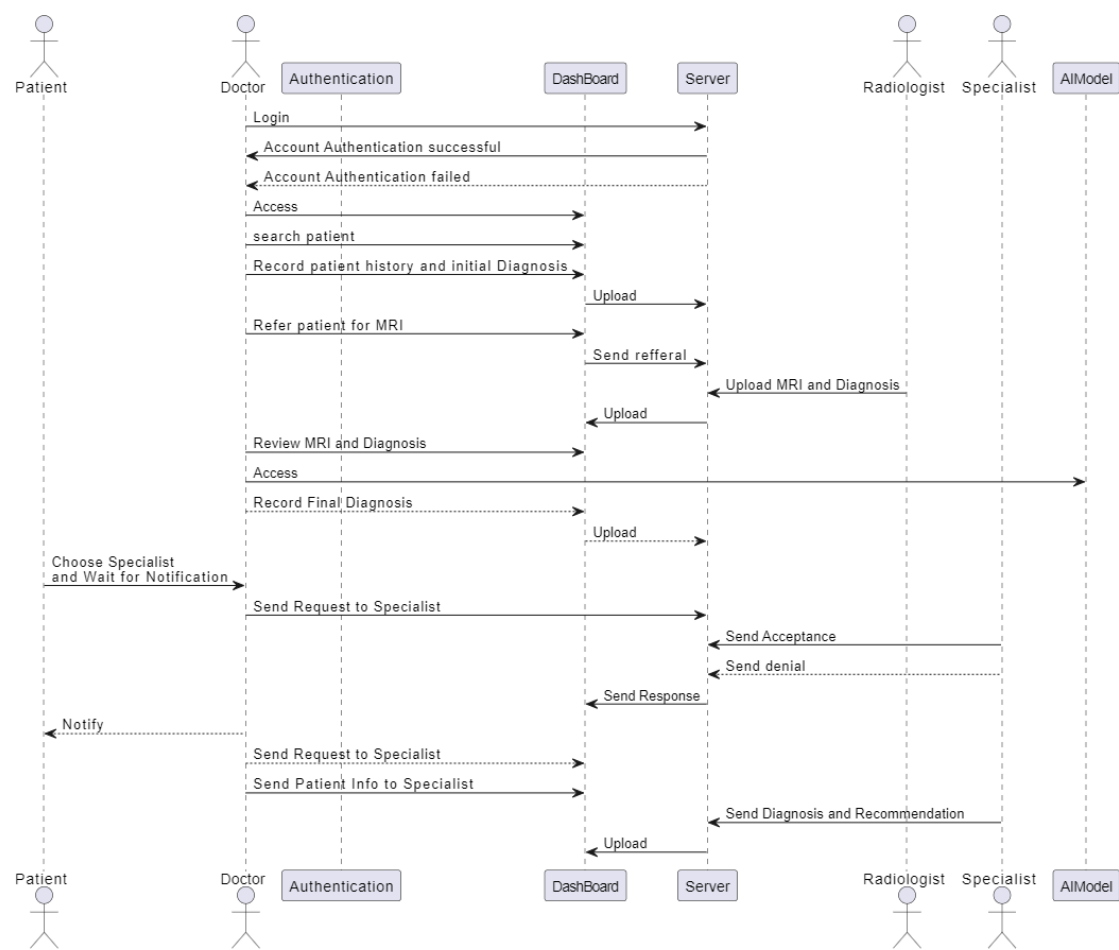 Patient
Doctor
Authentication
DashBoard
Server
Radiologist
Specialist
AIModel
Login
Account Authentication successful
Account Authentication failed
Access
search patient
Record patient history and initial Diagnosis
Upload
Refer patient for MRI
Send refferal
Upload MRI and Diagnosis
Upload
Review MRI and Diagnosis
Access
Record Final Diagnosis
Upload
Choose Specialist
and Wait for Notification
Send Request to Specialist
Send Acceptance
Send denial
Send Response
Notify
Send Request to Specialist
Send Patient Info to Specialist
Send Diagnosis and Recommendation
Upload
Patient
Doctor
Authentication
DashBoard
Server
Radiologist
Specialist
AIModel